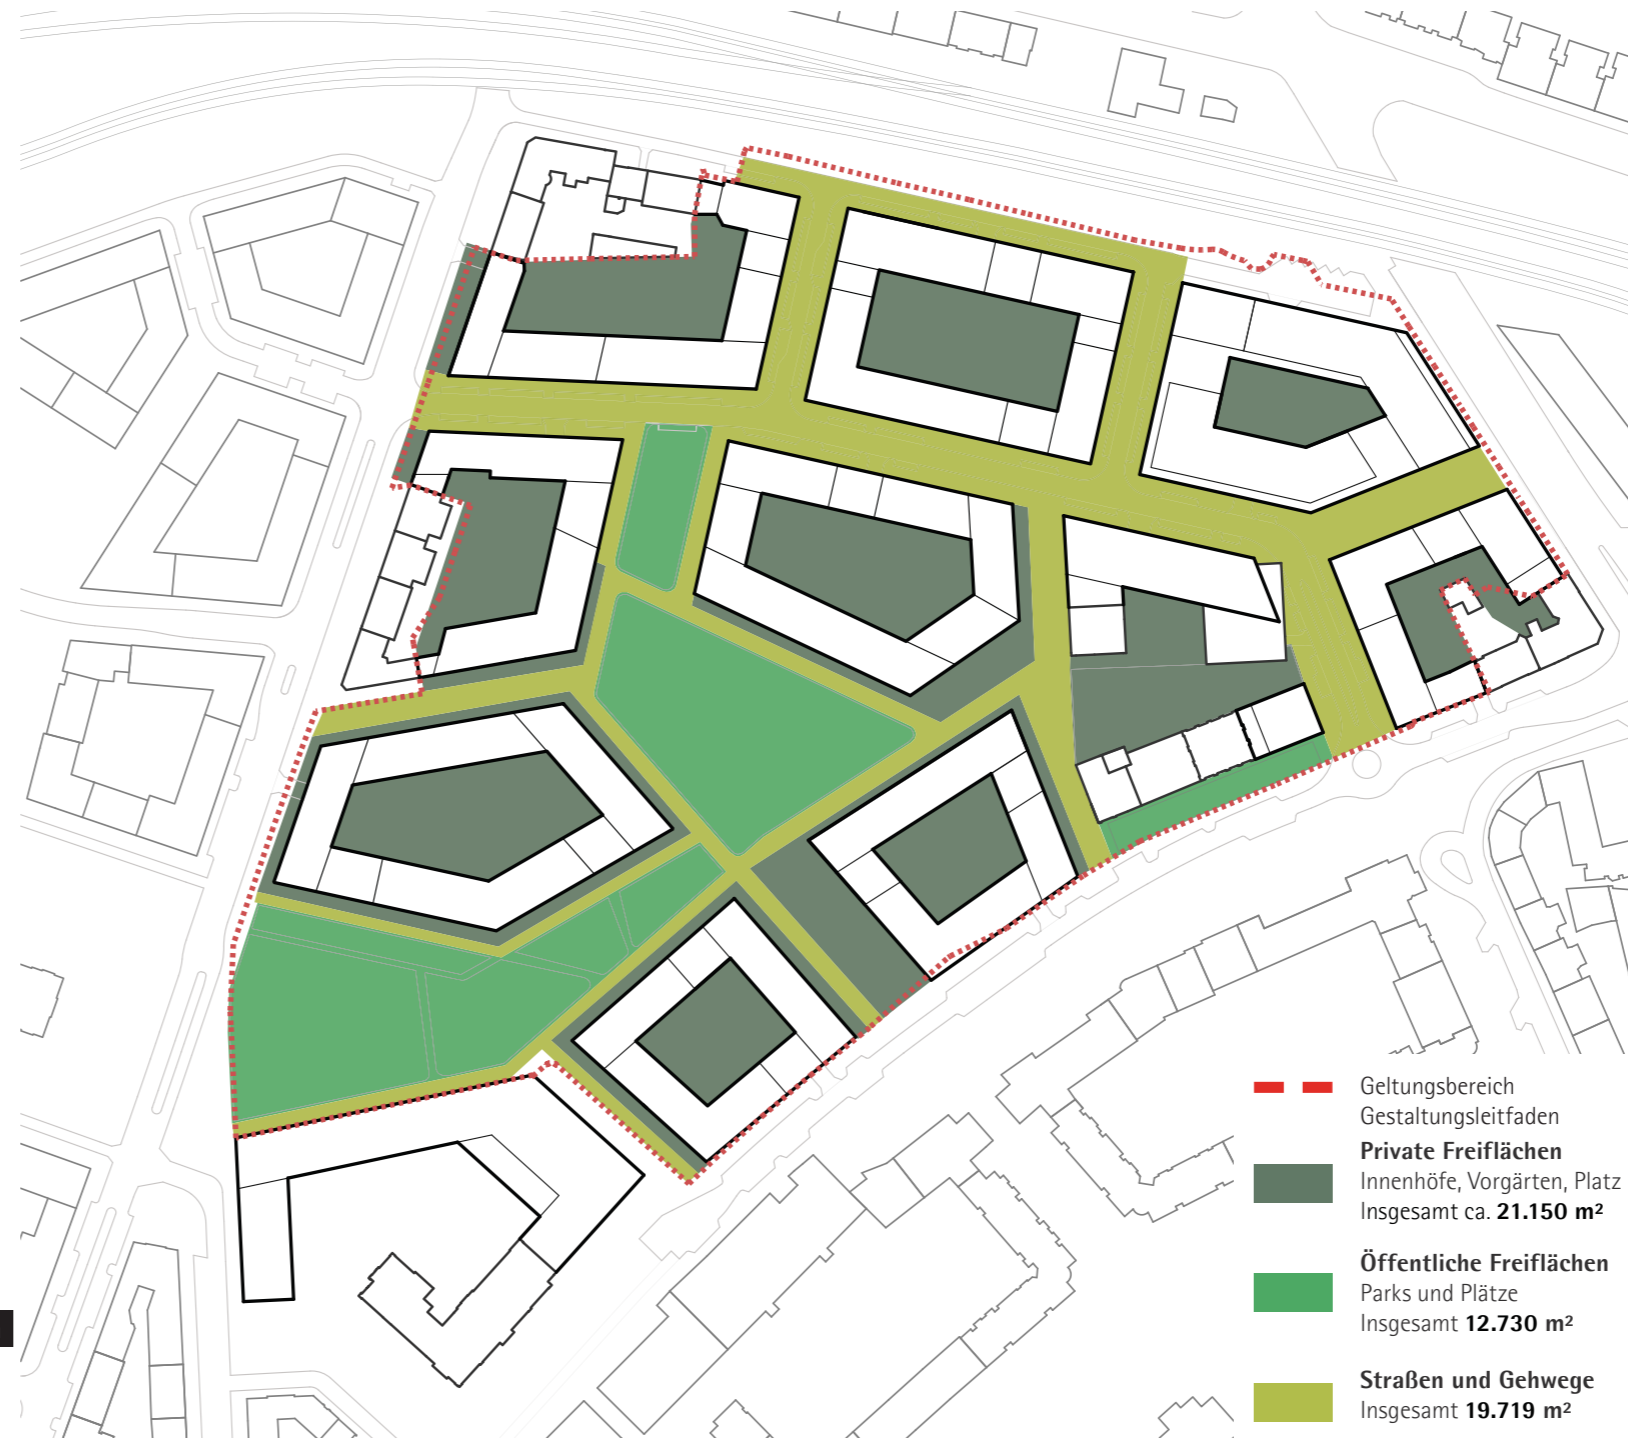 Geltungsbereich
Gestaltungsleitfaden
Private Freiflächen
Innenhöfe, Vorgärten, Platz
Insgesamt ca. 21.150 m²
Öffentliche Freiflächen
Parks und Plätze
Insgesamt 12.730 m²
Straßen und Gehwege
Insgesamt 19.719 m²